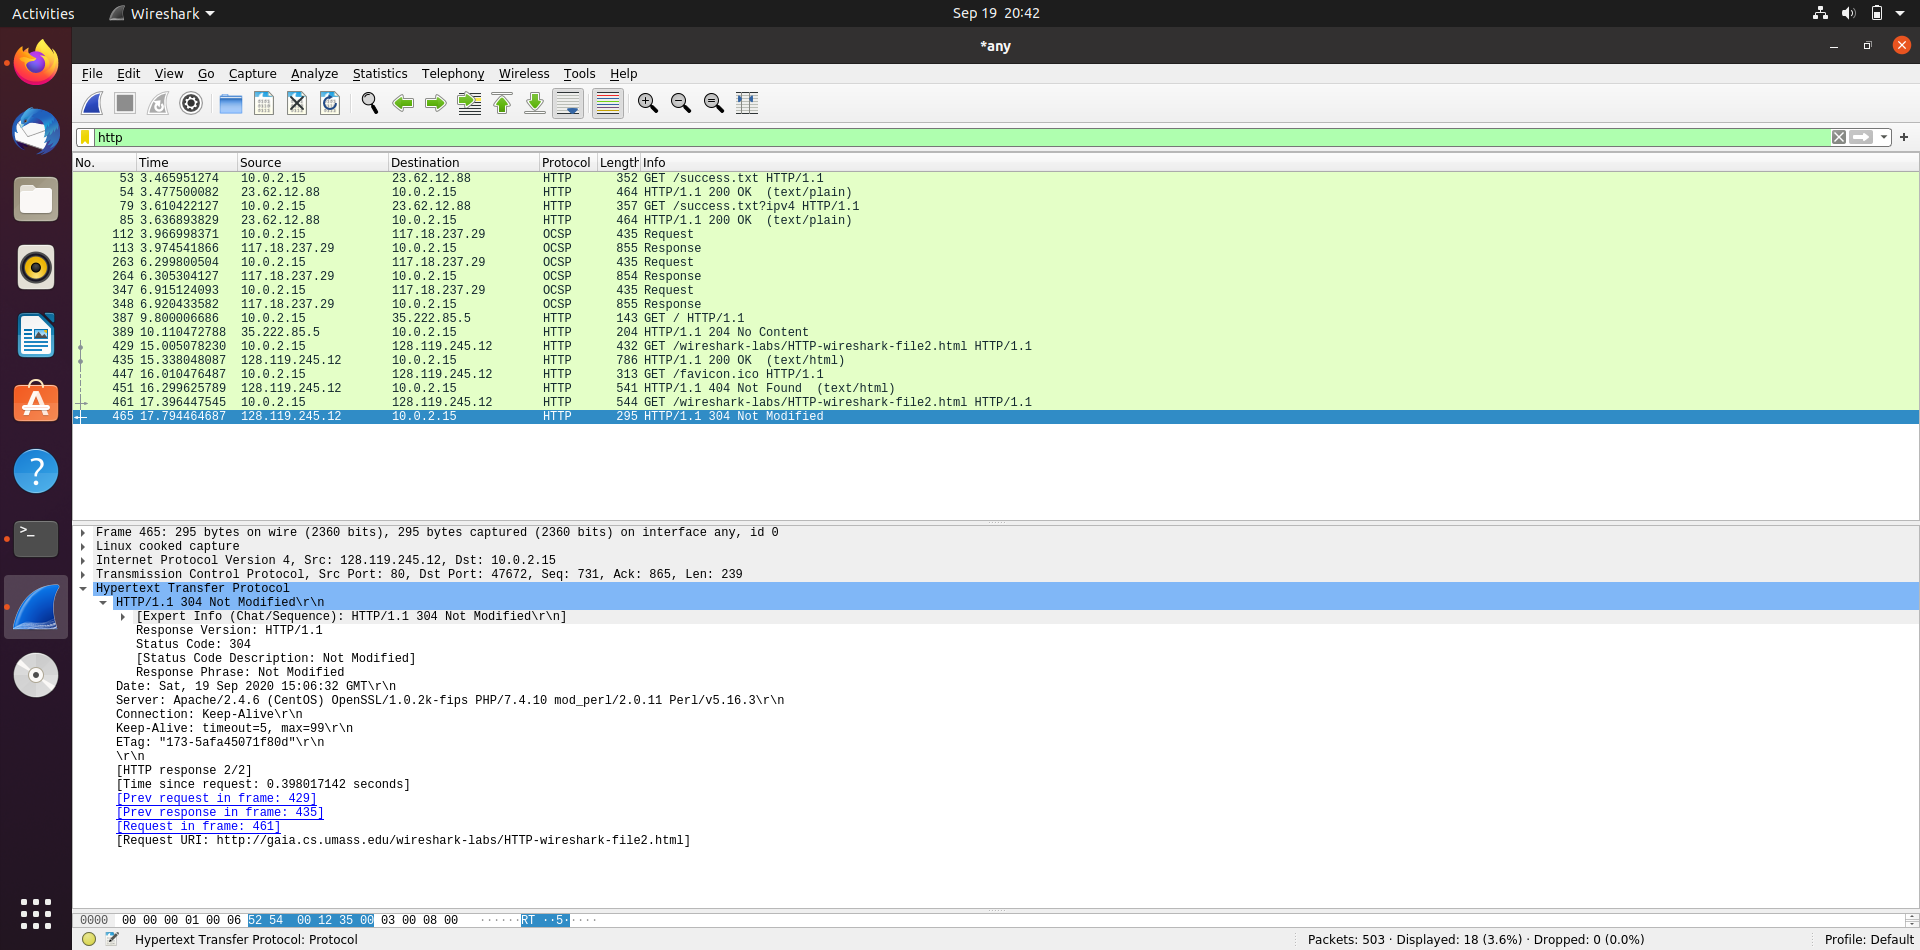 Activities Wireshark Sep 19 20:42
*any
File Edit View Go Capture Analyze Statistics Telephony Wireless Tools Help
http
No. Time Source Destination Protocol Length Info
53 3.465951274 10.0.2.15 23.62.12.88 HTTP 352 GET /success.txt HTTP/1.1
54 3.477500082 23.62.12.88 10.0.2.15 HTTP 464 HTTP/1.1 200 OK (text/plain)
79 3.610422127 10.0.2.15 23.62.12.88 HTTP 357 GET /success.txt?ipv4 HTTP/1.1
85 3.636893829 23.62.12.88 10.0.2.15 HTTP 464 HTTP/1.1 200 OK (text/plain)
112 3.966998371 10.0.2.15 117.18.237.29 OCSP 435 Request
113 3.974541866 117.18.237.29 10.0.2.15 OCSP 855 Response
263 6.299800504 10.0.2.15 117.18.237.29 OCSP 435 Request
264 6.305304127 117.18.237.29 10.0.2.15 OCSP 854 Response
347 6.915124093 10.0.2.15 117.18.237.29 OCSP 435 Request
348 6.920433582 117.18.237.29 10.0.2.15 OCSP 855 Response
387 9.800006686 10.0.2.15 35.222.85.5 HTTP 143 GET / HTTP/1.1
389 10.110472788 35.222.85.5 10.0.2.15 HTTP 204 HTTP/1.1 204 No Content
429 15.005078230 10.0.2.15 128.119.245.12 HTTP 432 GET /wireshark-labs/HTTP-wireshark-file2.html HTTP/1.1
435 15.338048087 128.119.245.12 10.0.2.15 HTTP 786 HTTP/1.1 200 OK (text/html)
447 16.010476487 10.0.2.15 128.119.245.12 HTTP 313 GET /favicon.ico HTTP/1.1
451 16.299625789 128.119.245.12 10.0.2.15 HTTP 541 HTTP/1.1 404 Not Found (text/html)
461 17.396447545 10.0.2.15 128.119.245.12 HTTP 544 GET /wireshark-labs/HTTP-wireshark-file2.html HTTP/1.1
465 17.794464687 128.119.245.12 10.0.2.15 HTTP 295 HTTP/1.1 304 Not Modified
Frame 465: 295 bytes on wire (2360 bits), 295 bytes captured (2360 bits) on interface any, id 0
Linux cooked capture
Internet Protocol Version 4, Src: 128.119.245.12, Dst: 10.0.2.15
Transmission Control Protocol, Src Port: 80, Dst Port: 47672, Seq: 731, Ack: 865, Len: 239
Hypertext Transfer Protocol
HTTP/1.1 304 Not Modified\r\n
[Expert Info (Chat/Sequence): HTTP/1.1 304 Not Modified\r\n]
Response Version: HTTP/1.1
Status Code: 304
[Status Code Description: Not Modified]
Response Phrase: Not Modified
Date: Sat, 19 Sep 2020 15:06:32 GMT\r\n
Server: Apache/2.4.6 (CentOS) OpenSSL/1.0.2k-fips PHP/7.4.10 mod_perl/2.0.11 Perl/v5.16.3\r\n
Connection: Keep-Alive\r\n
Keep-Alive: timeout=5, max=99\r\n
ETag: "173-5afa45071f80d"\r\n
\r\n
[HTTP response 2/2]
[Time since request: 0.398017142 seconds]
[Prev request in frame: 429]
[Prev response in frame: 435]
[Request in frame: 461]
[Request URI: http://gaia.cs.umass.edu/wireshark-labs/HTTP-wireshark-file2.html]
0000 00 00 00 01 00 06 52 54 00 12 35 00 03 00 08 00 ······RT ··5·····
Hypertext Transfer Protocol: Protocol Packets: 503 · Displayed: 18 (3.6%) · Dropped: 0 (0.0%) Profile: Default